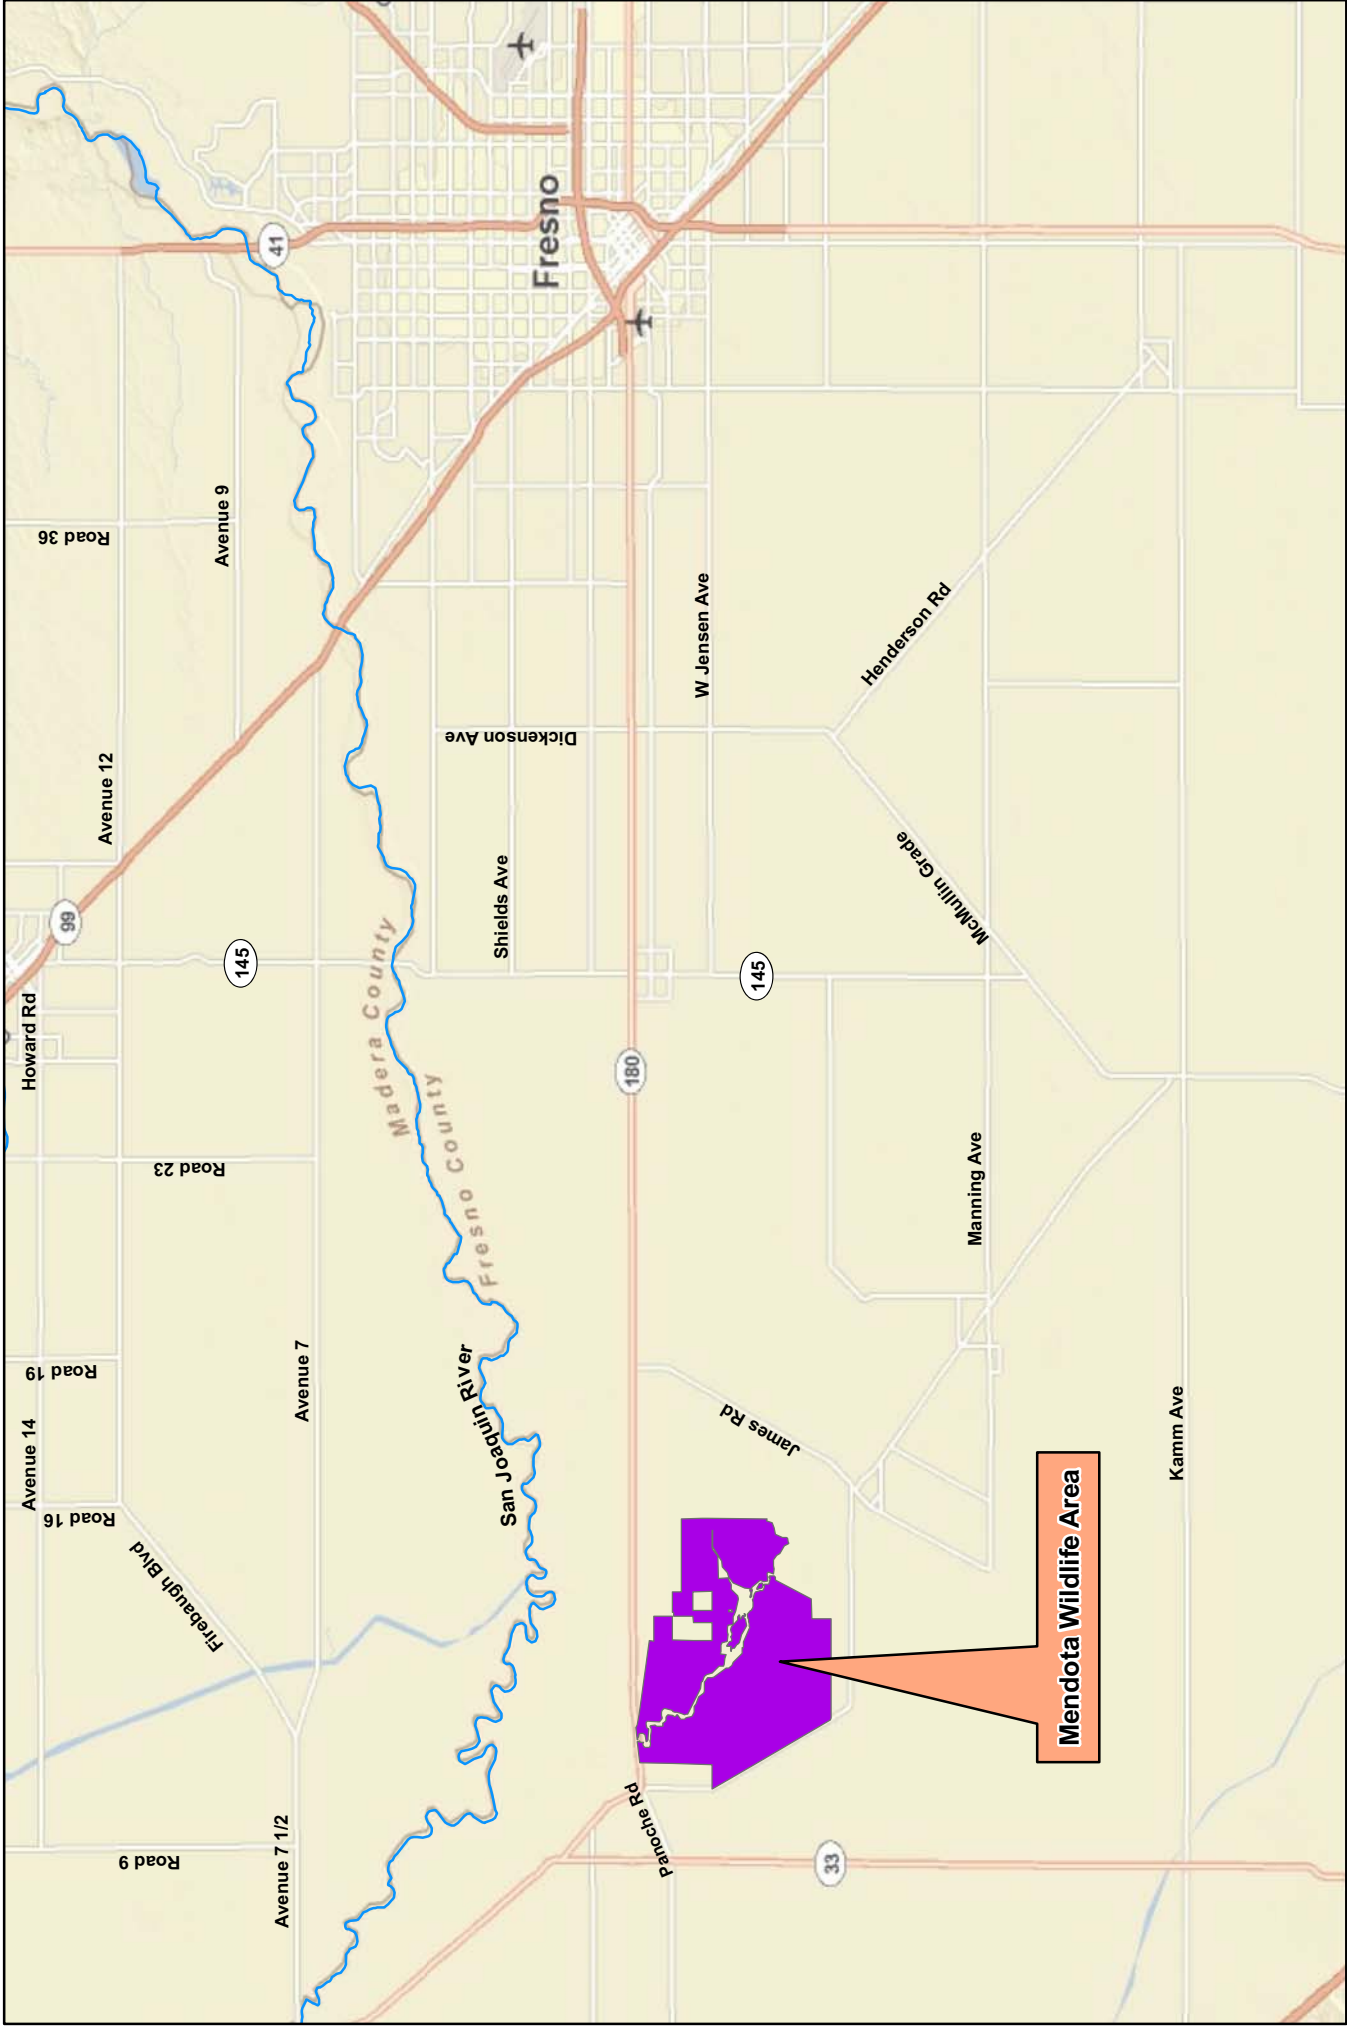 Avenue 14
Howard Rd
Road 19
Road 16
99
Road 36
Avenue 12
Road 9
Firebaugh Blvd
Road 23
145
Avenue 9
41
Avenue 7 1/2
Avenue 7
Madera County
Fresno County
San Joaquin River
Shields Ave
Dickenson Ave
Fresno
180
Panoche Rd
W Jensen Ave
James Rd
145
33
Henderson Rd
McMullin Grade
Manning Ave
Mendota Wildlife Area
Kamm Ave